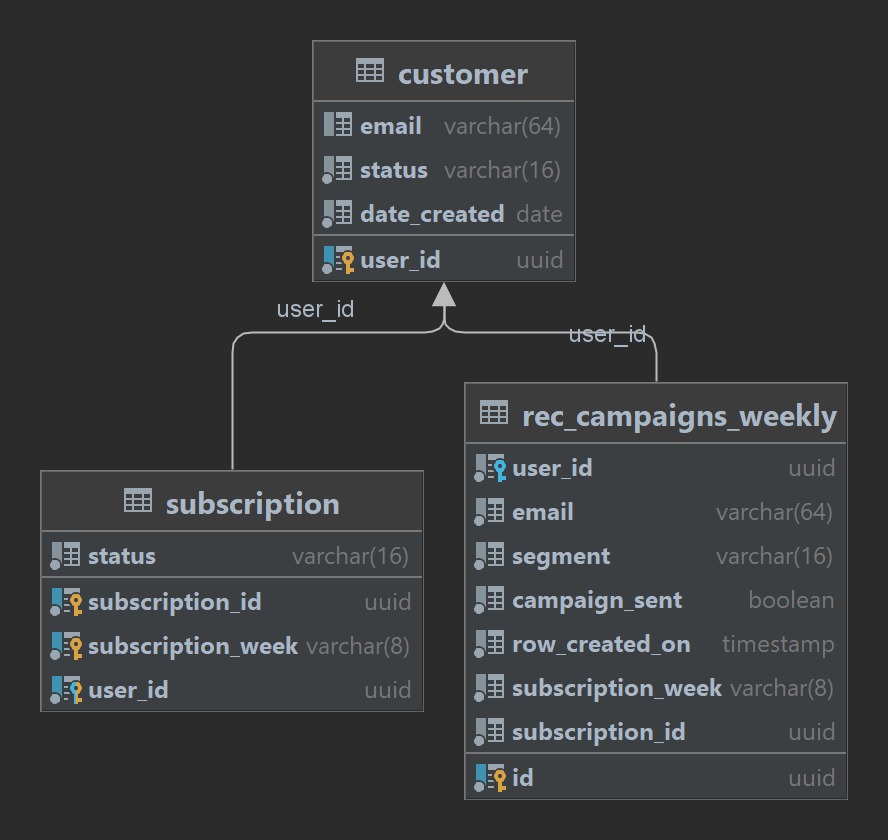 customer
email varchar(64)
status varchar(16)
date_created date
user_id uuid
user_id
user_id
subscription
status varchar(16)
subscription_id uuid
subscription_week varchar(8)
user_id uuid
rec_campaigns_weekly
user_id uuid
email varchar(64)
segment varchar(16)
campaign_sent boolean
row_created_on timestamp
subscription_week varchar(8)
subscription_id uuid
id uuid